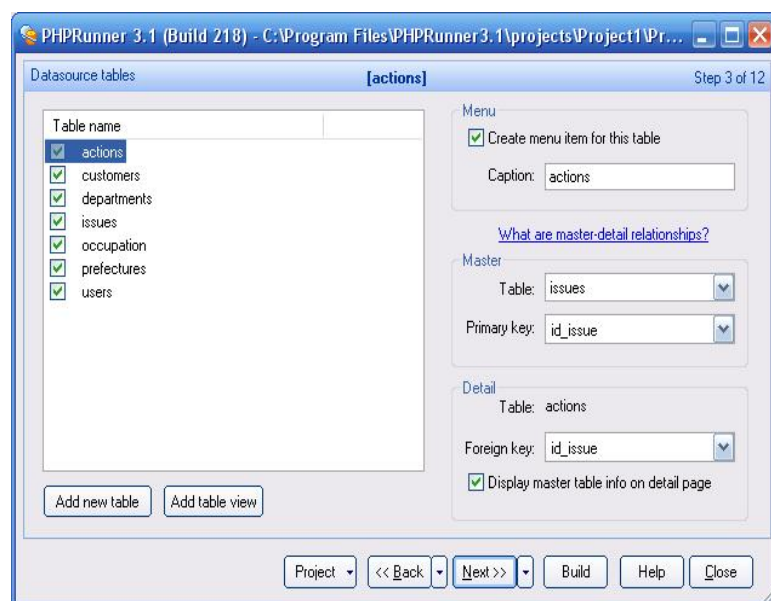 PHPRunner 3.1 (Build 218) - C:\Program Files\PHPRunner3.1\projects\Project1\Pr...
Datasource tables [actions] Step 3 of 12
Table name
actions
customers
departments
issues
occupation
prefectures
users
Add new table Add table view
Menu
Create menu item for this table
Caption: actions
What are master-detail relationships?
Master
Table: issues
Primary key: id_issue
Detail
Table: actions
Foreign key: id_issue
Display master table info on detail page
Project << Back Next >> Build Help Close